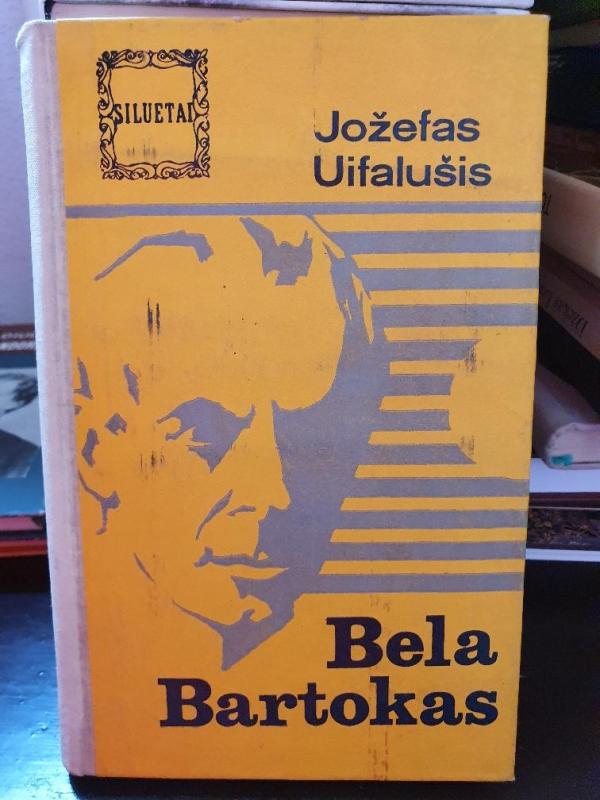 SILUETAI
Jožefas
Uifalušis
Bela
Bartokas